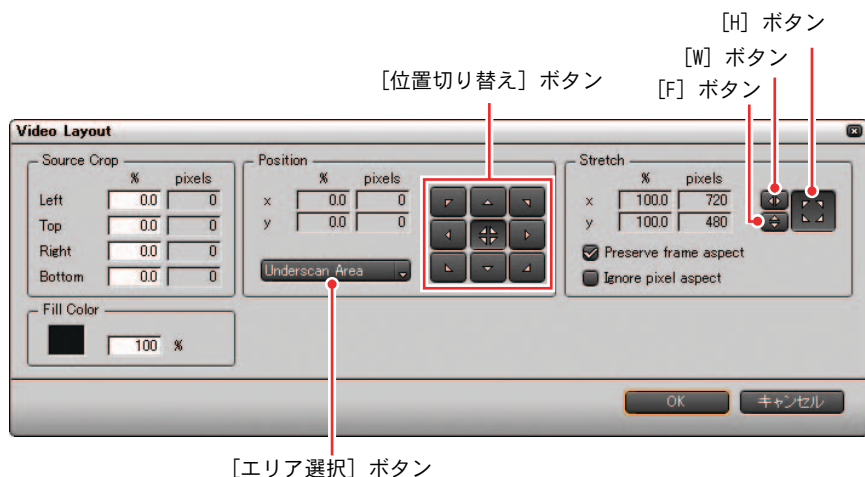 [H] ボタン
[W] ボタン
[位置切り替え] ボタン
[F] ボタン
Video Layout
Source Crop
% pixels
Left 0.0 0
Top 0.0 0
Right 0.0 0
Bottom 0.0 0
Position
% pixels
x 0.0 0
y 0.0 0
Underscan Area
Stretch
% pixels
x 100.0 720
y 100.0 480
Preserve frame aspect
Ignore pixel aspect
Fill Color
100 %
OK キャンセル
[エリア選択] ボタン